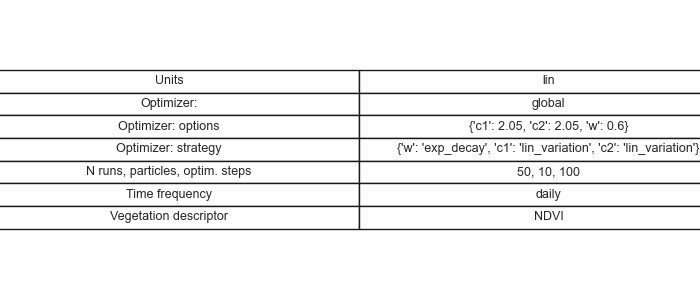 Units lin
Optimizer: global
Optimizer: options {'c1': 2.05, 'c2': 2.05, 'w': 0.6}
Optimizer: strategy {'w': 'exp_decay', 'c1': 'lin_variation', 'c2': 'lin_variation'}
N runs, particles, optim. steps 50, 10, 100
Time frequency daily
Vegetation descriptor NDVI